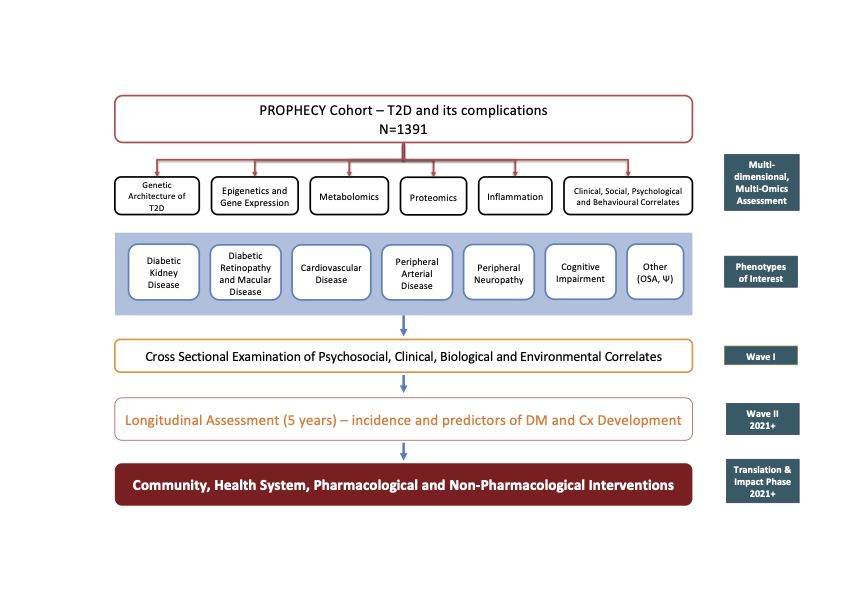 PROPHECY Cohort – T2D and its complications
N=1391
Multi-
dimensional,
Multi-Omics
Assessment
Genetic
Architecture of
T2D
Epigenetics and
Gene Expression
Metabolomics
Proteomics
Inflammation
Clinical, Social, Psychological
and Behavioural Correlates
Diabetic
Kidney
Disease
Diabetic
Retinopathy
and Macular
Disease
Cardiovascular
Disease
Peripheral
Arterial
Disease
Peripheral
Neuropathy
Cognitive
Impairment
Other
(OSA, Ψ)
Phenotypes
of Interest
Cross Sectional Examination of Psychosocial, Clinical, Biological and Environmental Correlates
Wave I
Longitudinal Assessment (5 years) – incidence and predictors of DM and Cx Development
Wave II
2021+
Community, Health System, Pharmacological and Non-Pharmacological Interventions
Translation &
Impact Phase
2021+